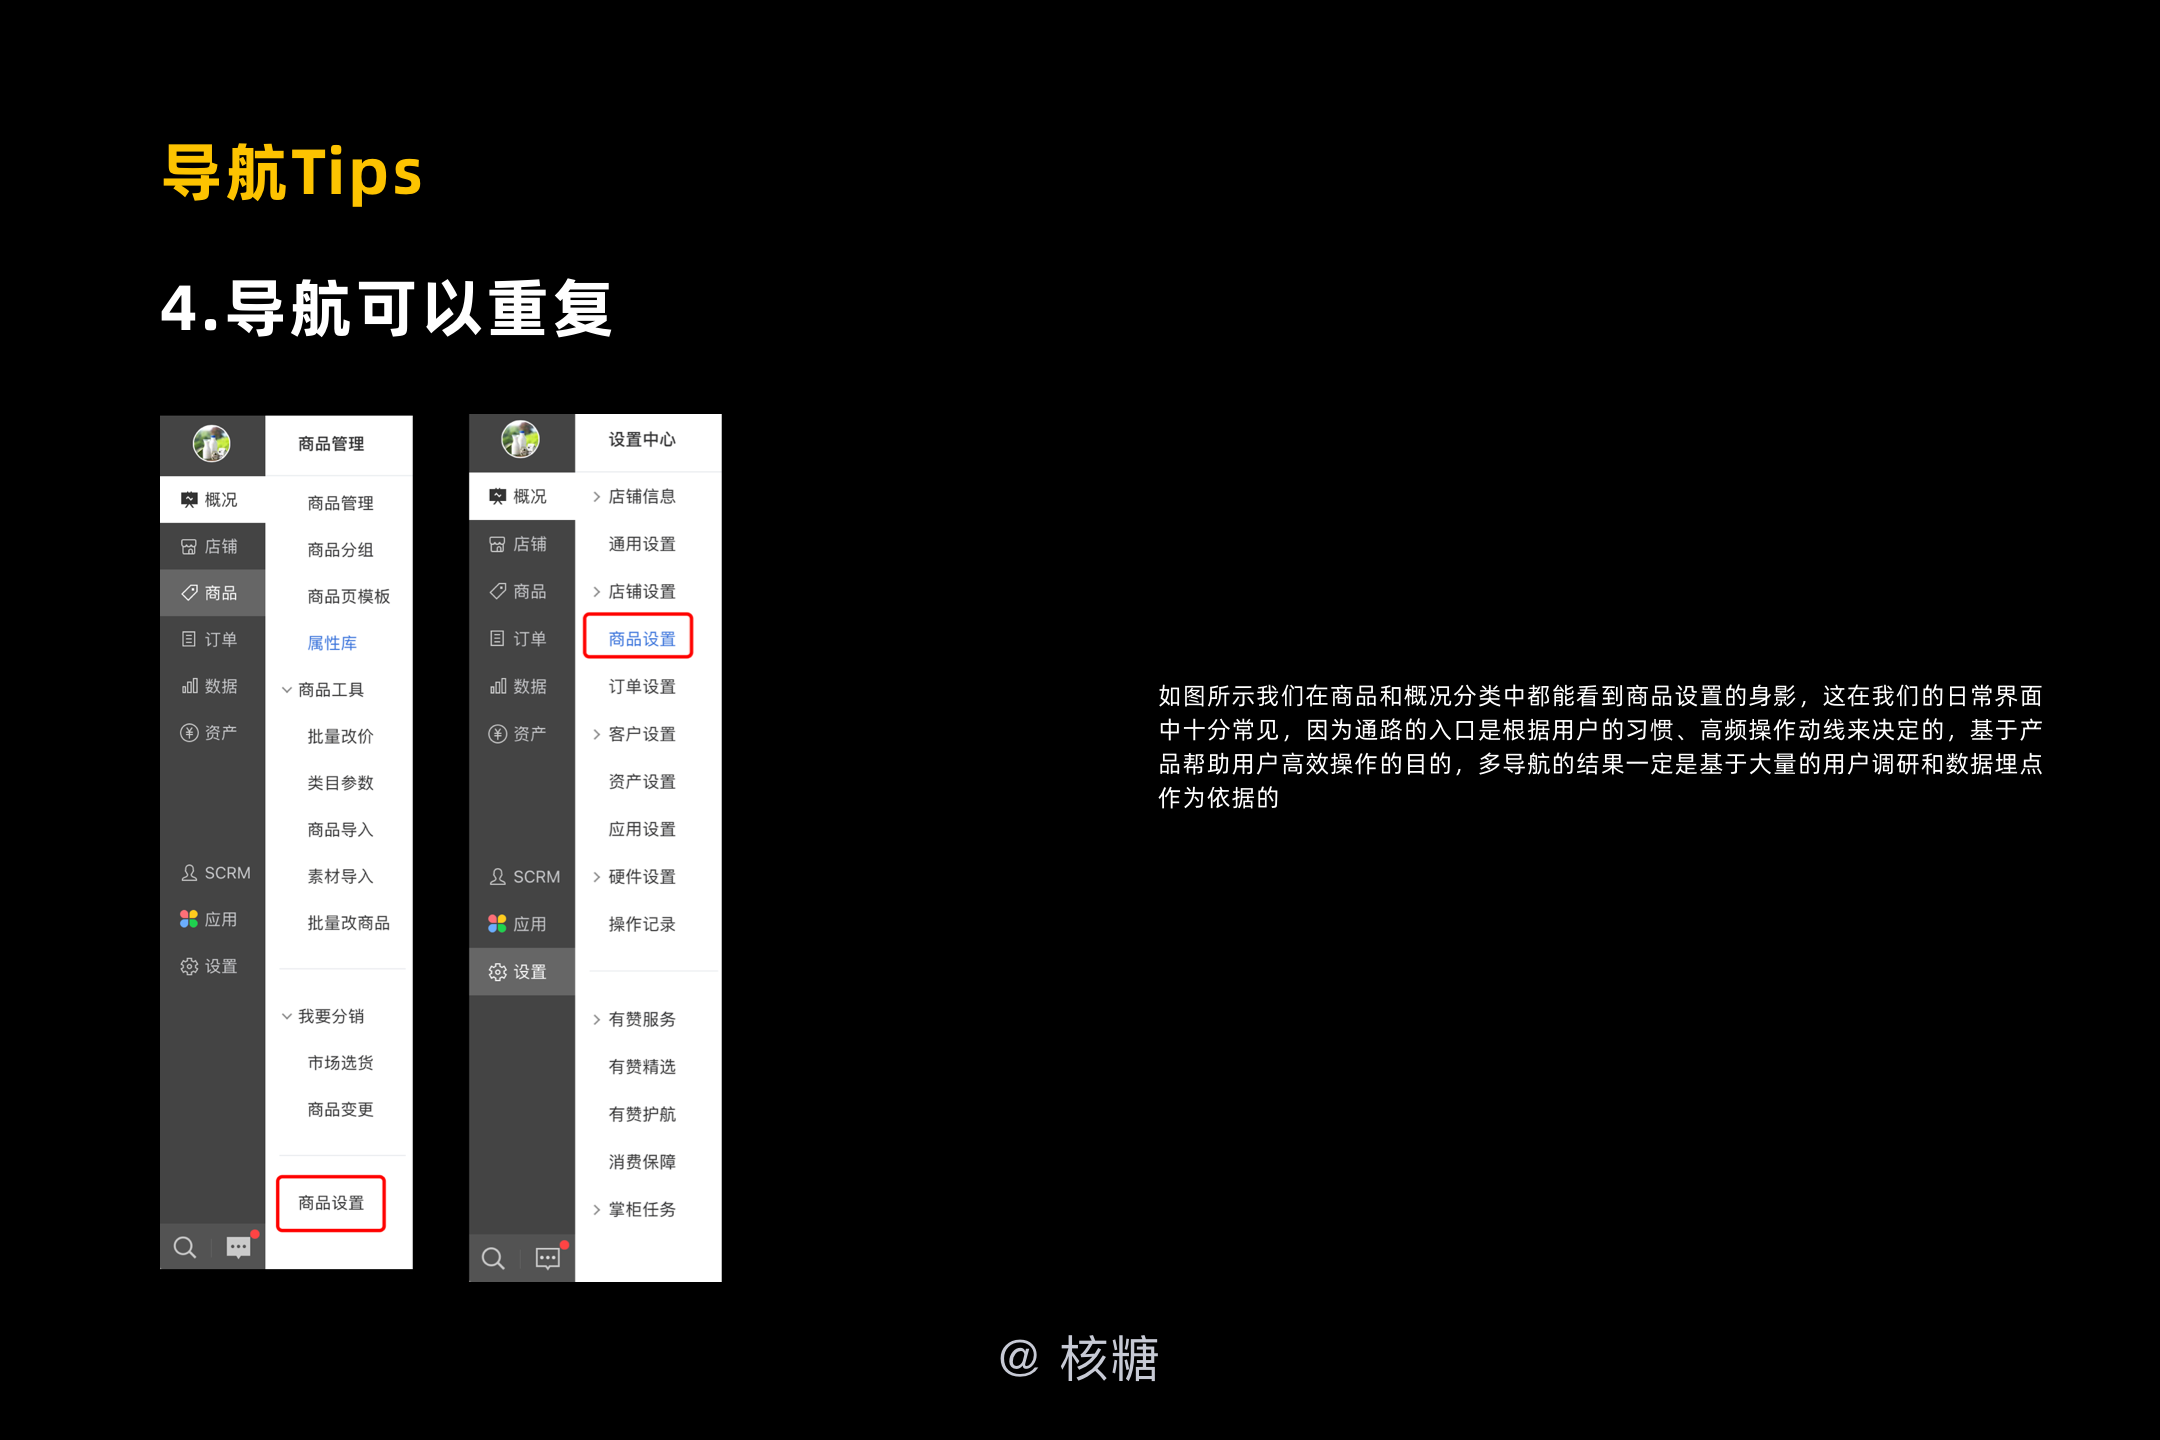 导航Tips
4.导航可以重复
商品管理
概况
店铺
商品
订单
数据
资产
SCRM
应用
设置
商品管理
商品分组
商品页模板
属性库
商品工具
批量改价
类目参数
商品导入
素材导入
批量改商品
我要分销
市场选货
商品变更
商品设置
设置中心
概况
店铺
商品
订单
数据
资产
SCRM
应用
设置
店铺信息
通用设置
店铺设置
商品设置
订单设置
客户设置
资产设置
应用设置
硬件设置
操作记录
有赞服务
有赞精选
有赞护航
消费保障
掌柜任务
如图所示我们在商品和概况分类中都能看到商品设置的身影，这在我们的日常界面
中十分常见，因为通路的入口是根据用户的习惯、高频操作动线来决定的，基于产
品帮助用户高效操作的目的，多导航的结果一定是基于大量的用户调研和数据埋点
作为依据的
@ 核糖